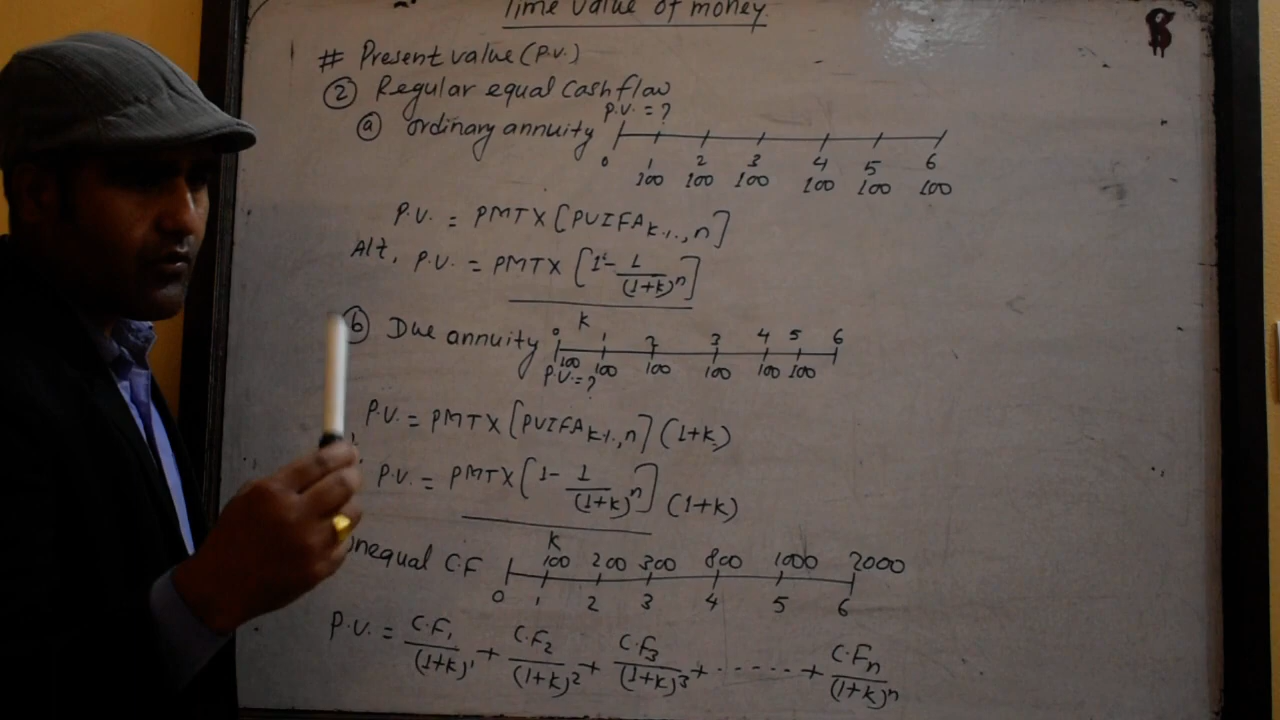 Time value of money
# Present value (P.V.)
② Regular equal cash flow
P.V. = ?
ⓐ ordinary annuity
0 1 2 3 4 5 6
100 100 100 100 100 100
P.V. = PMT X [PVIFA k%, n]
Alt, P.V. = PMT X [1 - 1/(1+k)^n]
k
ⓑ Due annuity 0 1 2 3 4 5 6
100 100 100 100 100 100
P.V. = ?
P.V. = PMT X [PVIFA k%, n] (1+k)
P.V. = PMT X [1 - 1/(1+k)^n] (1+k)
k
nequal C.F 100 200 300 800 1000 2000
0 1 2 3 4 5 6
P.V. = C.F₁/(1+k)¹ + C.F₂/(1+k)² + C.F₃/(1+k)³ + ------ + C.Fn/(1+k)^n